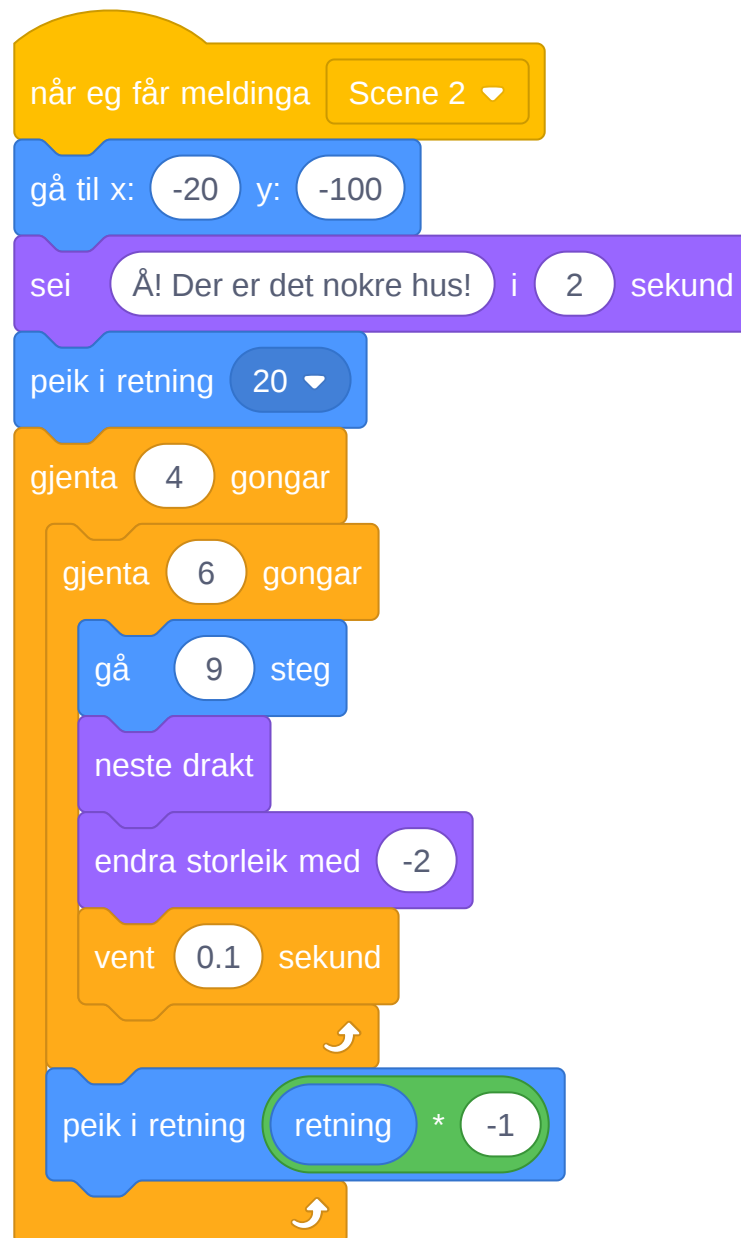 når eg får meldinga Scene 2
gå til x: -20 y: -100
sei Å! Der er det nokre hus! i 2 sekund
peik i retning 20
gjenta 4 gongar
gjenta 6 gongar
gå 9 steg
neste drakt
endra storleik med -2
vent 0.1 sekund
peik i retning retning * -1